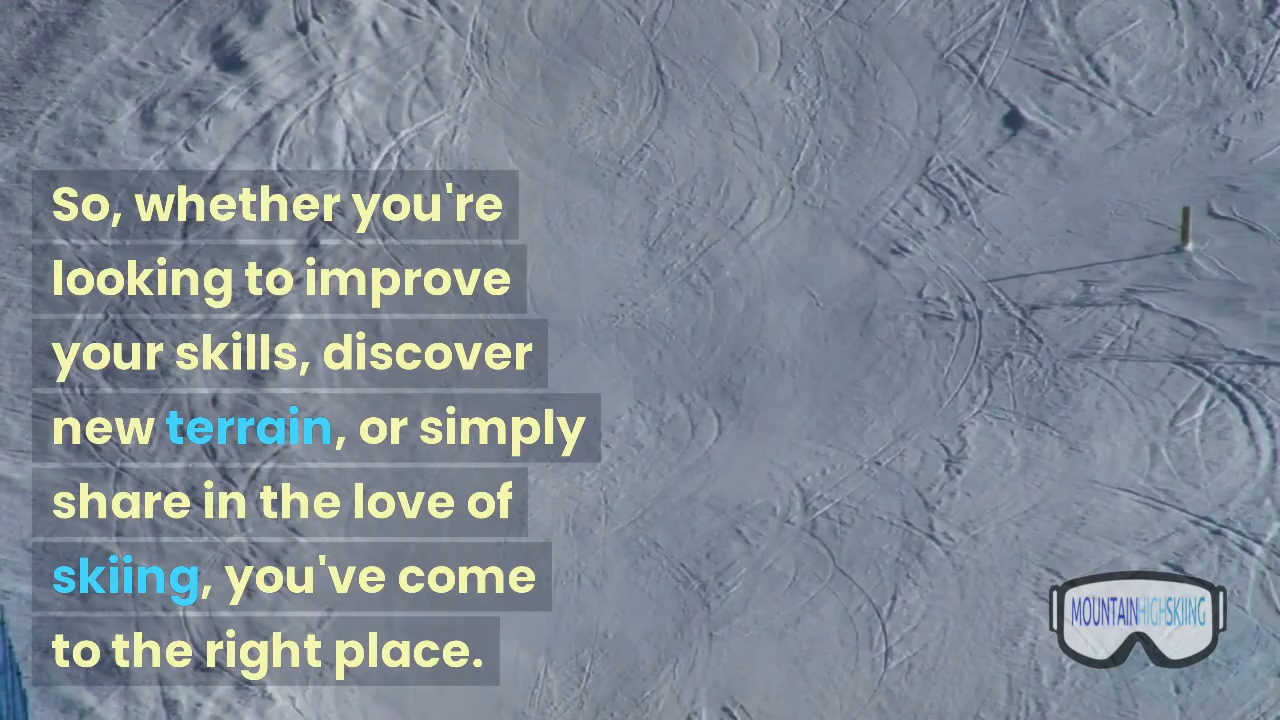 So, whether you're
looking to improve
your skills, discover
new terrain, or simply
share in the love of
skiing, you've come
to the right place.
MOUNTAINHIGHSKIING